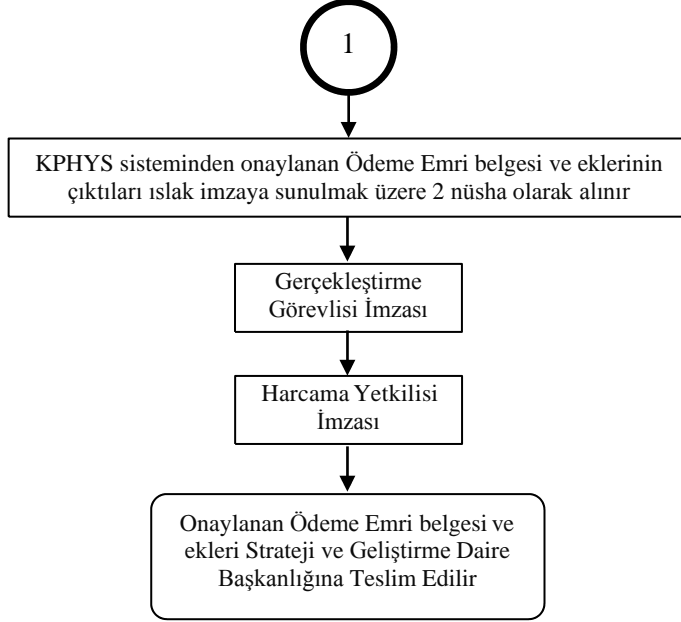 1
KPHYS sisteminden onaylanan Ödeme Emri belgesi ve eklerinin
çıktıları ıslak imzaya sunulmak üzere 2 nüsha olarak alınır
Gerçekleştirme
Görevlisi İmzası
Harcama Yetkilisi
İmzası
Onaylanan Ödeme Emri belgesi ve
ekleri Strateji ve Geliştirme Daire
Başkanlığına Teslim Edilir